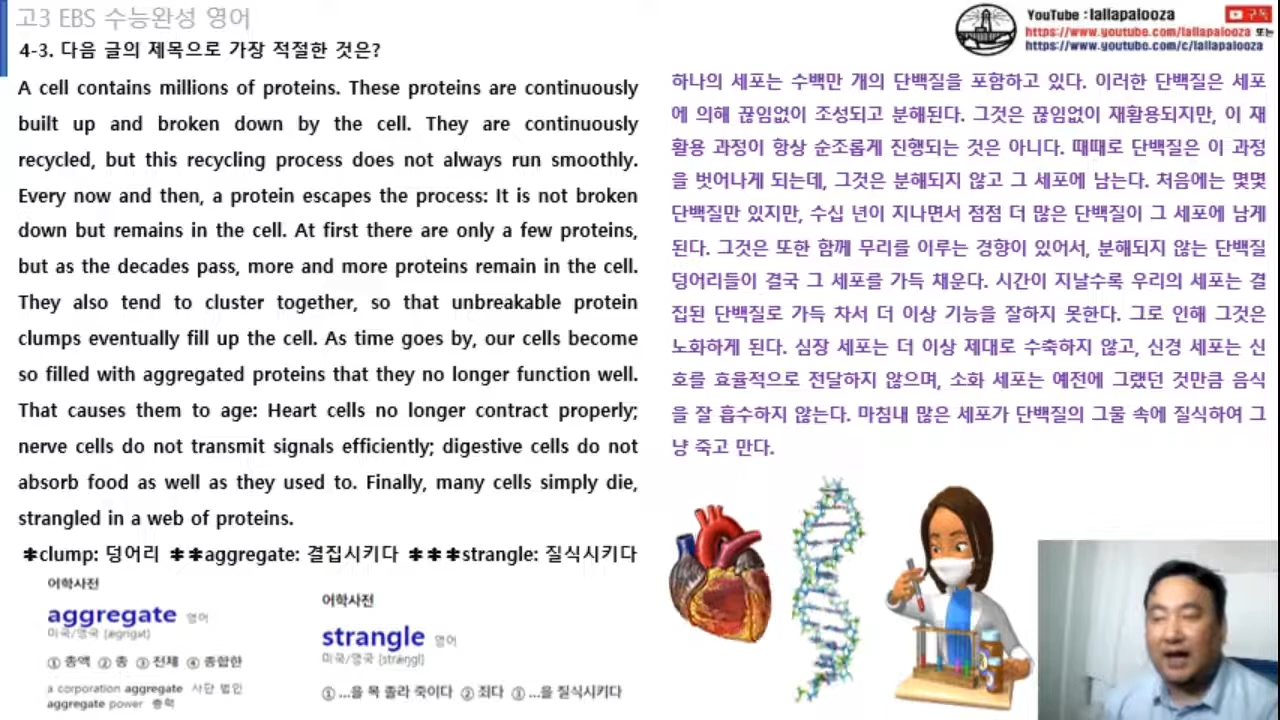 고3 EBS 수능완성 영어
4-3. 다음 글의 제목으로 가장 적절한 것은?
A cell contains millions of proteins. These proteins are continuously
built up and broken down by the cell. They are continuously
recycled, but this recycling process does not always run smoothly.
Every now and then, a protein escapes the process: It is not broken
down but remains in the cell. At first there are only a few proteins,
but as the decades pass, more and more proteins remain in the cell.
They also tend to cluster together, so that unbreakable protein
clumps eventually fill up the cell. As time goes by, our cells become
so filled with aggregated proteins that they no longer function well.
That causes them to age: Heart cells no longer contract properly;
nerve cells do not transmit signals efficiently; digestive cells do not
absorb food as well as they used to. Finally, many cells simply die,
strangled in a web of proteins.
*clump: 덩어리 **aggregate: 결집시키다 ***strangle: 질식시키다
어학사전
aggregate 영어
미국/영국 [ǽgrigət]
① 총액 ② 총 ③ 전체 ④ 종합한
a corporation aggregate 사단 법인
aggregate power 총력
어학사전
strangle 영어
미국/영국 [strǽŋgl]
① …을 목 졸라 죽이다 ② 죄다 ③ …을 질식시키다
YouTube : lallapalooza
구독
https://www.youtube.com/lallapalooza 또는
https://www.youtube.com/c/lallapalooza
하나의 세포는 수백만 개의 단백질을 포함하고 있다. 이러한 단백질은 세포
에 의해 끊임없이 조성되고 분해된다. 그것은 끊임없이 재활용되지만, 이 재
활용 과정이 항상 순조롭게 진행되는 것은 아니다. 때때로 단백질은 이 과정
을 벗어나게 되는데, 그것은 분해되지 않고 그 세포에 남는다. 처음에는 몇몇
단백질만 있지만, 수십 년이 지나면서 점점 더 많은 단백질이 그 세포에 남게
된다. 그것은 또한 함께 무리를 이루는 경향이 있어서, 분해되지 않는 단백질
덩어리들이 결국 그 세포를 가득 채운다. 시간이 지날수록 우리의 세포는 결
집된 단백질로 가득 차서 더 이상 기능을 잘하지 못한다. 그로 인해 그것은
노화하게 된다. 심장 세포는 더 이상 제대로 수축하지 않고, 신경 세포는 신
호를 효율적으로 전달하지 않으며, 소화 세포는 예전에 그랬던 것만큼 음식
을 잘 흡수하지 않는다. 마침내 많은 세포가 단백질의 그물 속에 질식하여 그
냥 죽고 만다.